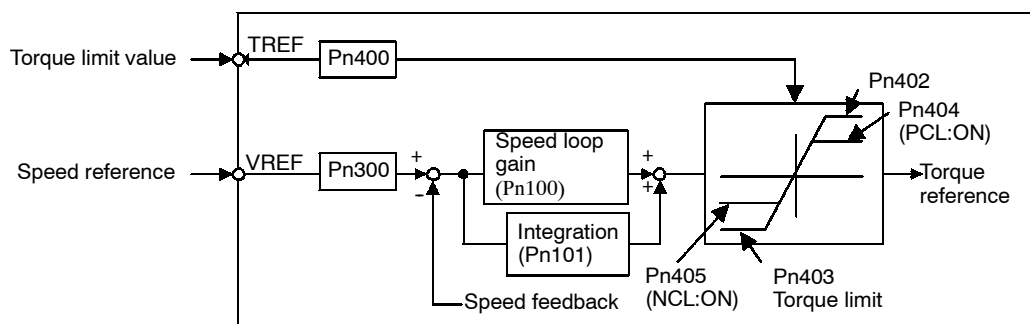 Torque limit value
TREF
Pn400
Pn402
Pn404
(PCL:ON)
Speed reference
VREF
Pn300
+
-
Speed loop
gain
(Pn100)
+
+
Torque
reference
Integration
(Pn101)
Speed feedback
Pn405
(NCL:ON)
Pn403
Torque limit